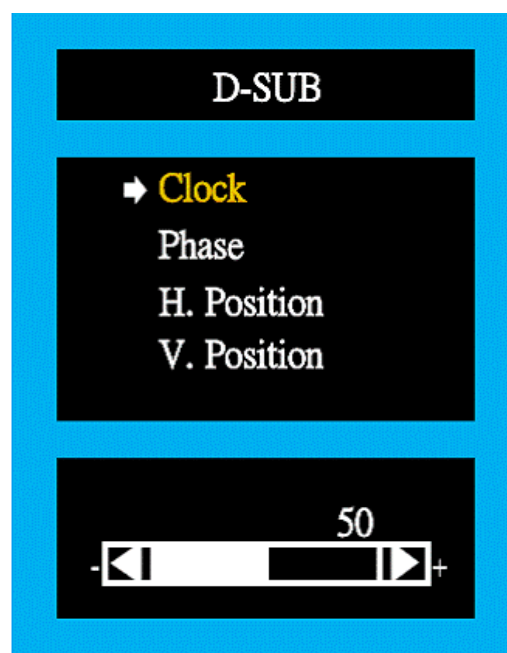 D-SUB
Clock
Phase
H. Position
V. Position
50
- +